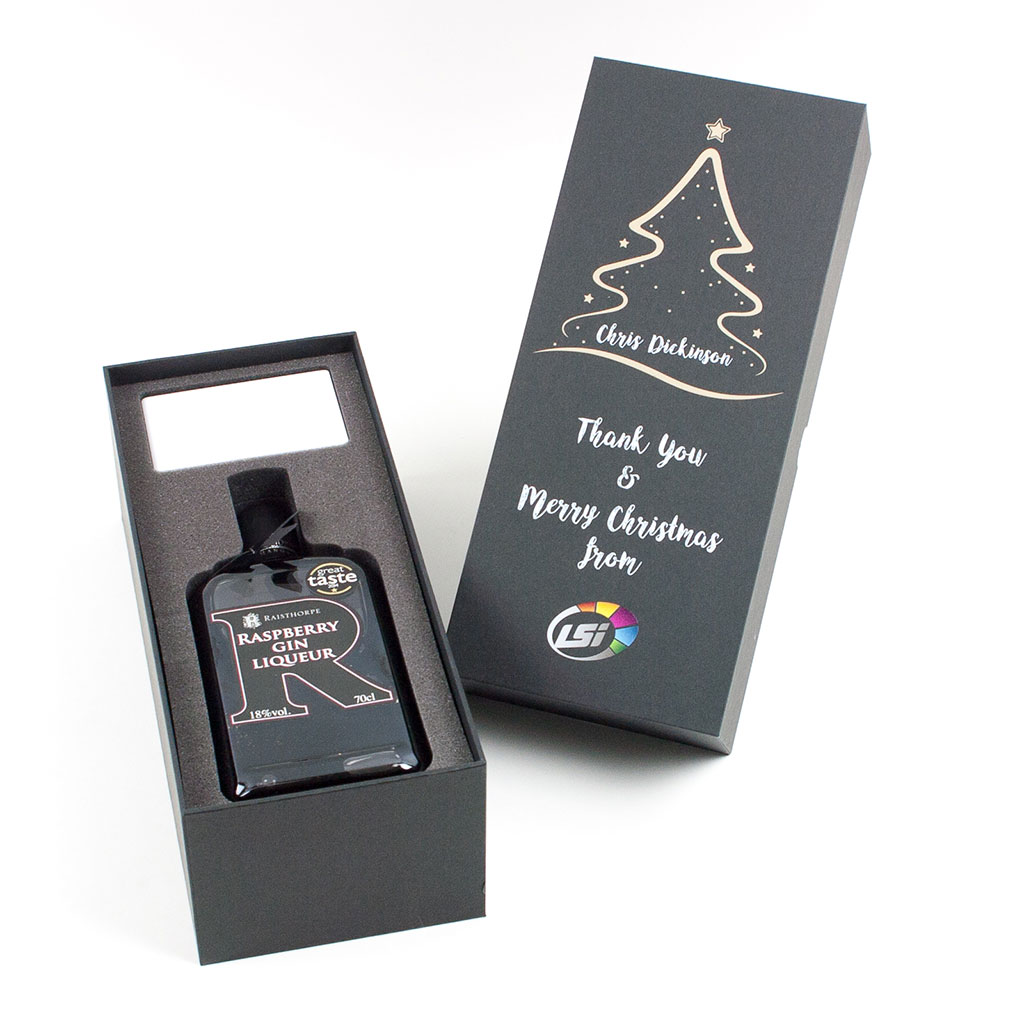 Chris Dickinson
Thank You
&
Merry Christmas
from
LSi
great
taste
RAISTHORPE
RASPBERRY
GIN
LIQUEUR
70cl
18%vol.